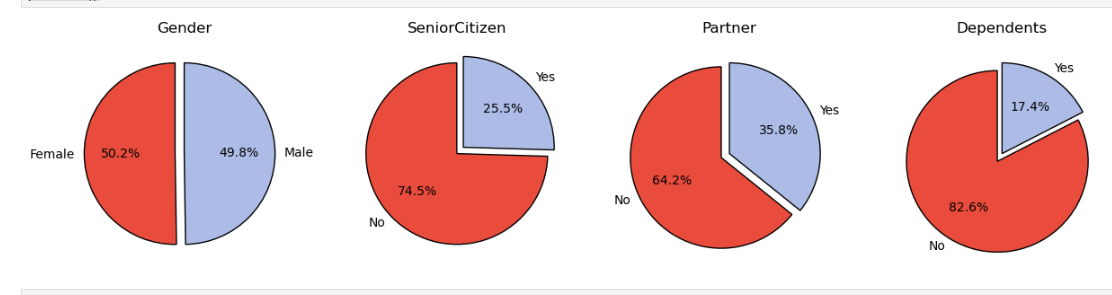 Gender
Female
50.2%
49.8%
Male
SeniorCitizen
Yes
25.5%
74.5%
No
Partner
Yes
35.8%
64.2%
No
Dependents
Yes
17.4%
82.6%
No